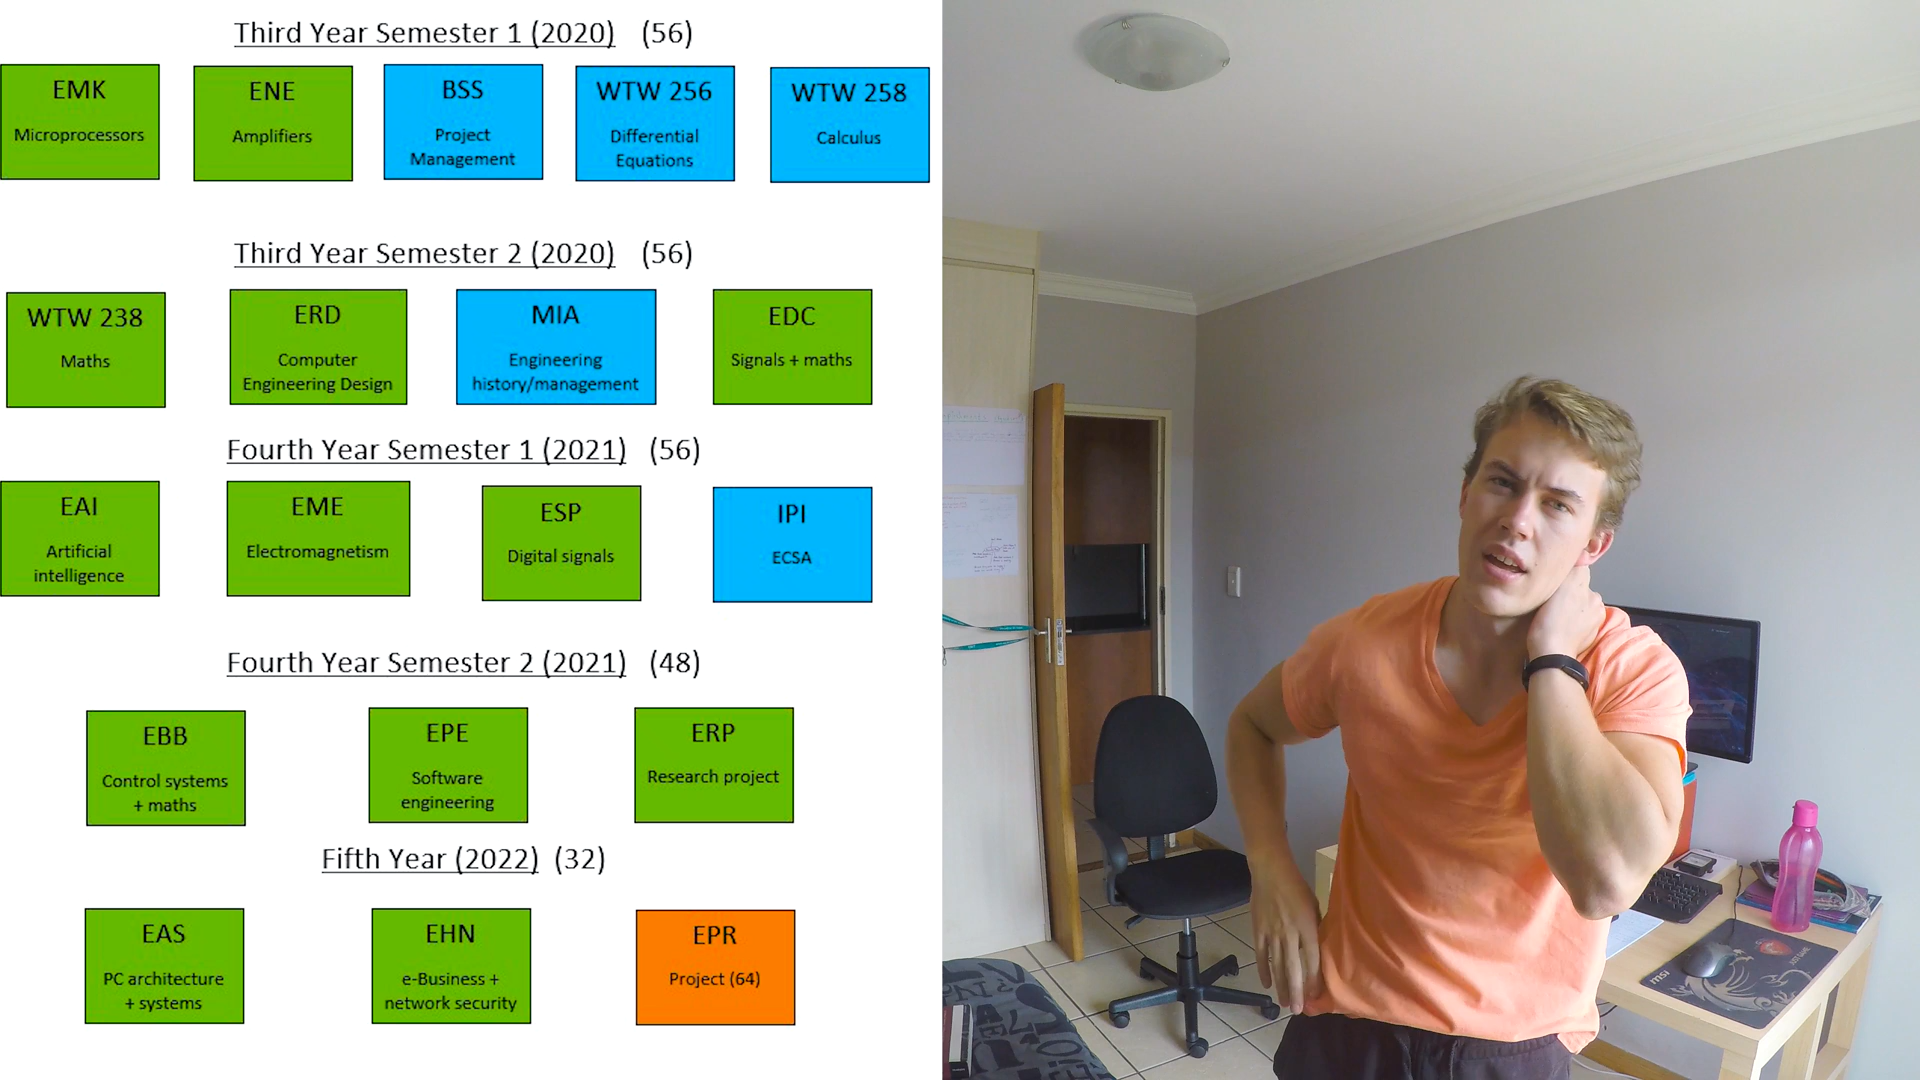 Third Year Semester 1 (2020) (56)
EMK
Microprocessors
ENE
Amplifiers
BSS
Project
Management
WTW 256
Differential
Equations
WTW 258
Calculus
Third Year Semester 2 (2020) (56)
WTW 238
Maths
ERD
Computer
Engineering Design
MIA
Engineering
history/management
EDC
Signals + maths
Fourth Year Semester 1 (2021) (56)
EAI
Artificial
intelligence
EME
Electromagnetism
ESP
Digital signals
IPI
ECSA
Fourth Year Semester 2 (2021) (48)
EBB
Control systems
+ maths
EPE
Software
engineering
ERP
Research project
Fifth Year (2022) (32)
EAS
PC architecture
+ systems
EHN
e-Business +
network security
EPR
Project (64)
msi